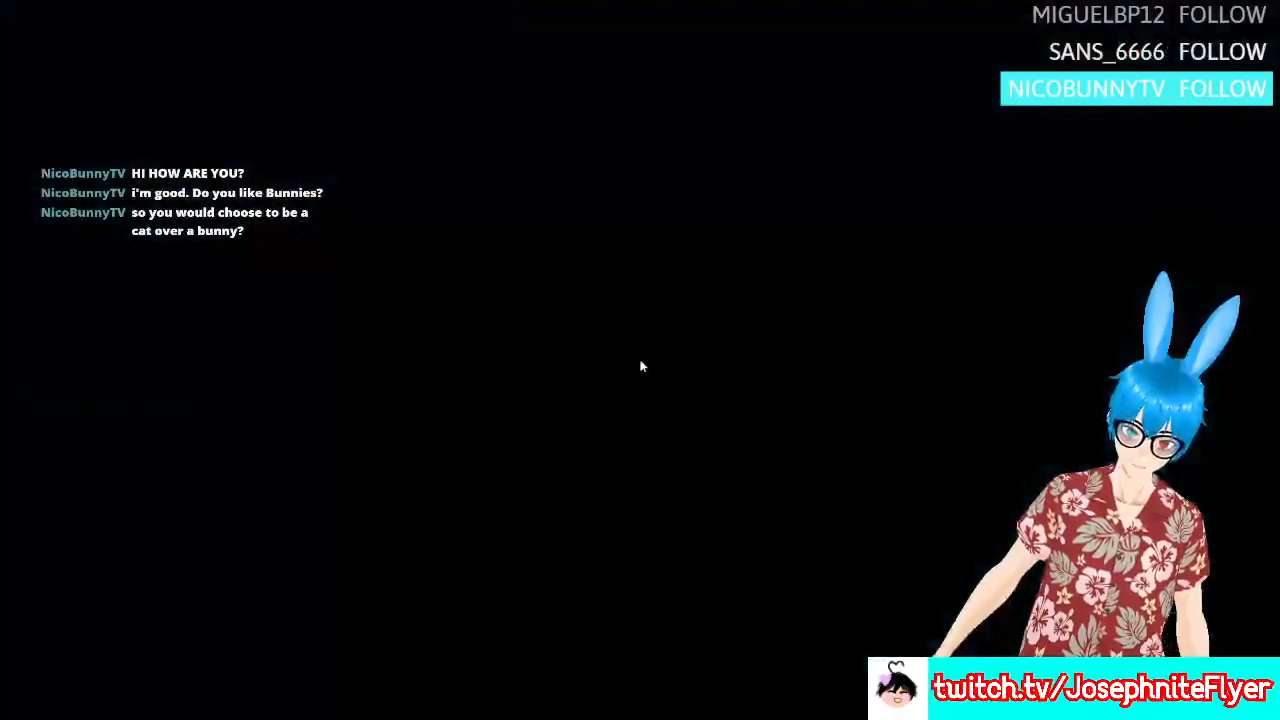 MIGUELBP12 FOLLOW
SANS_6666 FOLLOW
NICOBUNNYTV FOLLOW
NicoBunnyTV HI HOW ARE YOU?
NicoBunnyTV i'm good. Do you like Bunnies?
NicoBunnyTV so you would choose to be a
cat over a bunny?
twitch.tv/JosephniteFlyer